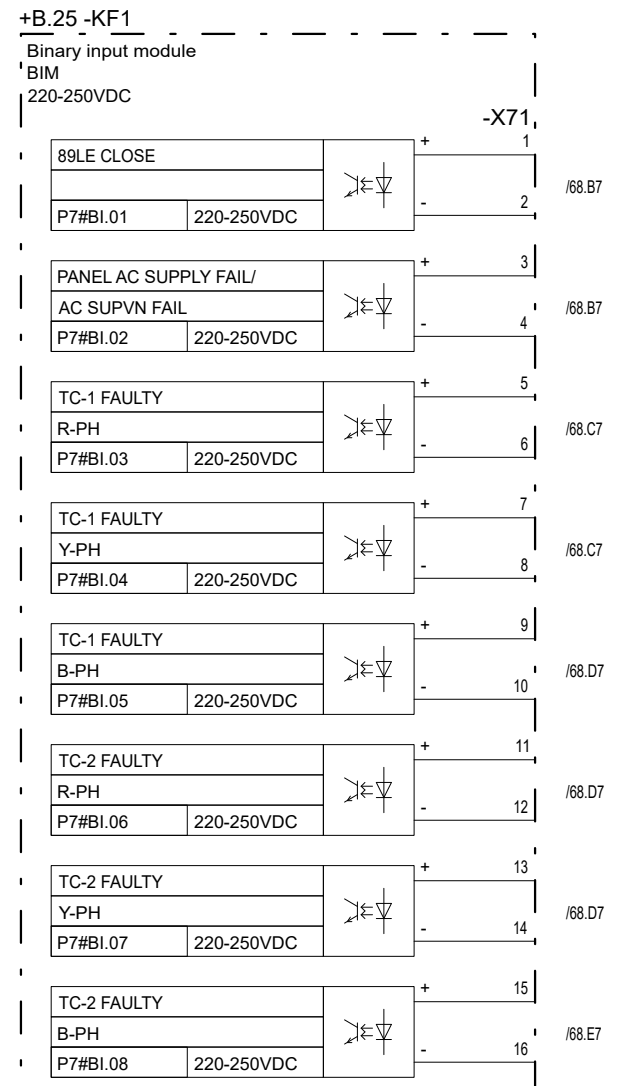 +B.25 -KF1
Binary input module
BIM
220-250VDC
-X71
89LE CLOSE
+ 1
/68.B7
- 2
P7#BI.01 220-250VDC
PANEL AC SUPPLY FAIL/
+ 3
AC SUPVN FAIL
/68.B7
- 4
P7#BI.02 220-250VDC
TC-1 FAULTY
+ 5
R-PH
/68.C7
- 6
P7#BI.03 220-250VDC
TC-1 FAULTY
+ 7
Y-PH
/68.C7
- 8
P7#BI.04 220-250VDC
TC-1 FAULTY
+ 9
B-PH
/68.D7
- 10
P7#BI.05 220-250VDC
TC-2 FAULTY
+ 11
R-PH
/68.D7
- 12
P7#BI.06 220-250VDC
TC-2 FAULTY
+ 13
Y-PH
/68.D7
- 14
P7#BI.07 220-250VDC
TC-2 FAULTY
+ 15
B-PH
/68.E7
- 16
P7#BI.08 220-250VDC